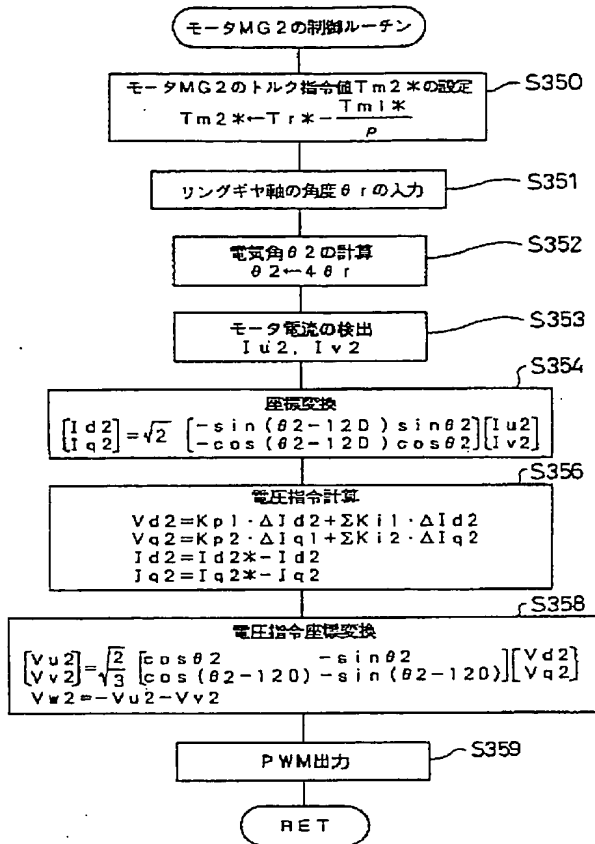 モータMG2の制御ルーチン
S350
モータMG2のトルク指令値Tm2*の設定
Tm2*←Tr*-Tm1*/ρ
S351
リングギヤ軸の角度θrの入力
S352
電気角θ2の計算
θ2←4θr
S353
モータ電流の検出
Iu2, Iv2
S354
座標変換
[Id2] = √2 [-sin(θ2-120) sinθ2] [Iu2]
[Iq2] [-cos(θ2-120) cosθ2] [Iv2]
S356
電圧指令計算
Vd2=Kp1·ΔId2+ΣKi1·ΔId2
Vq2=Kp2·ΔIq1+ΣKi2·ΔIq2
Id2=Id2*-Id2
Iq2=Iq2*-Iq2
S358
電圧指令座標変換
[Vu2] = √2/3 [cosθ2 -sinθ2] [Vd2]
[Vv2] [cos(θ2-120) -sin(θ2-120)] [Vq2]
Vw2=-Vu2-Vv2
S359
PWM出力
RET